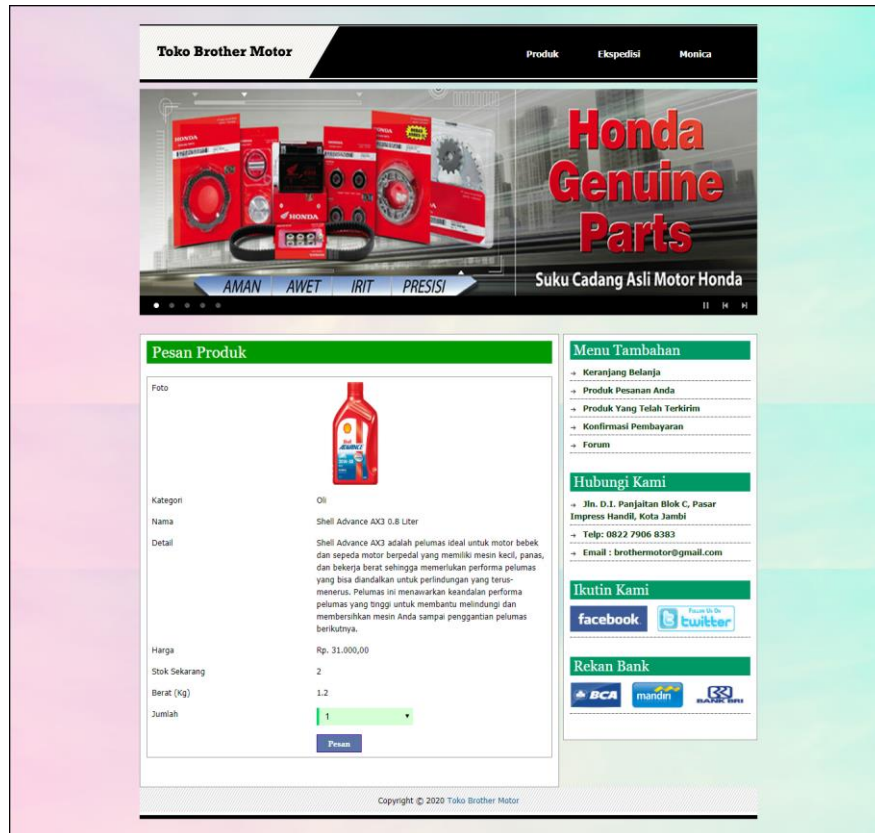 Toko Brother Motor
Produk Ekspedisi Monica
Honda
Genuine
Parts
HONDA
AMAN AWET IRIT PRESISI
Suku Cadang Asli Motor Honda
Pesan Produk
Foto
Shell
ADVANCE
Kategori Oli
Nama Shell Advance AX3 0.8 Liter
Detail Shell Advance AX3 adalah pelumas ideal untuk motor bebek
dan sepeda motor berpedal yang memiliki mesin kecil, panas,
dan bekerja berat sehingga memerlukan performa pelumas
yang bisa diandalkan untuk perlindungan yang terus-
menerus. Pelumas ini menawarkan keandalan performa
pelumas yang tinggi untuk membantu melindungi dan
membersihkan mesin Anda sampai penggantian pelumas
berikutnya.
Harga Rp. 31.000,00
Stok Sekarang 2
Berat (Kg) 1.2
Jumlah 1
Pesan
Menu Tambahan
→ Keranjang Belanja
→ Produk Pesanan Anda
→ Produk Yang Telah Terkirim
→ Konfirmasi Pembayaran
→ Forum
Hubungi Kami
→ Jln. D.I. Panjaitan Blok C, Pasar
Impress Handil, Kota Jambi
→ Telp: 0822 7906 8383
→ Email : brothermotor@gmail.com
Ikutin Kami
facebook
Follow Us On
twitter
Rekan Bank
BCA
mandiri
BANK BRI
Copyright © 2020 Toko Brother Motor